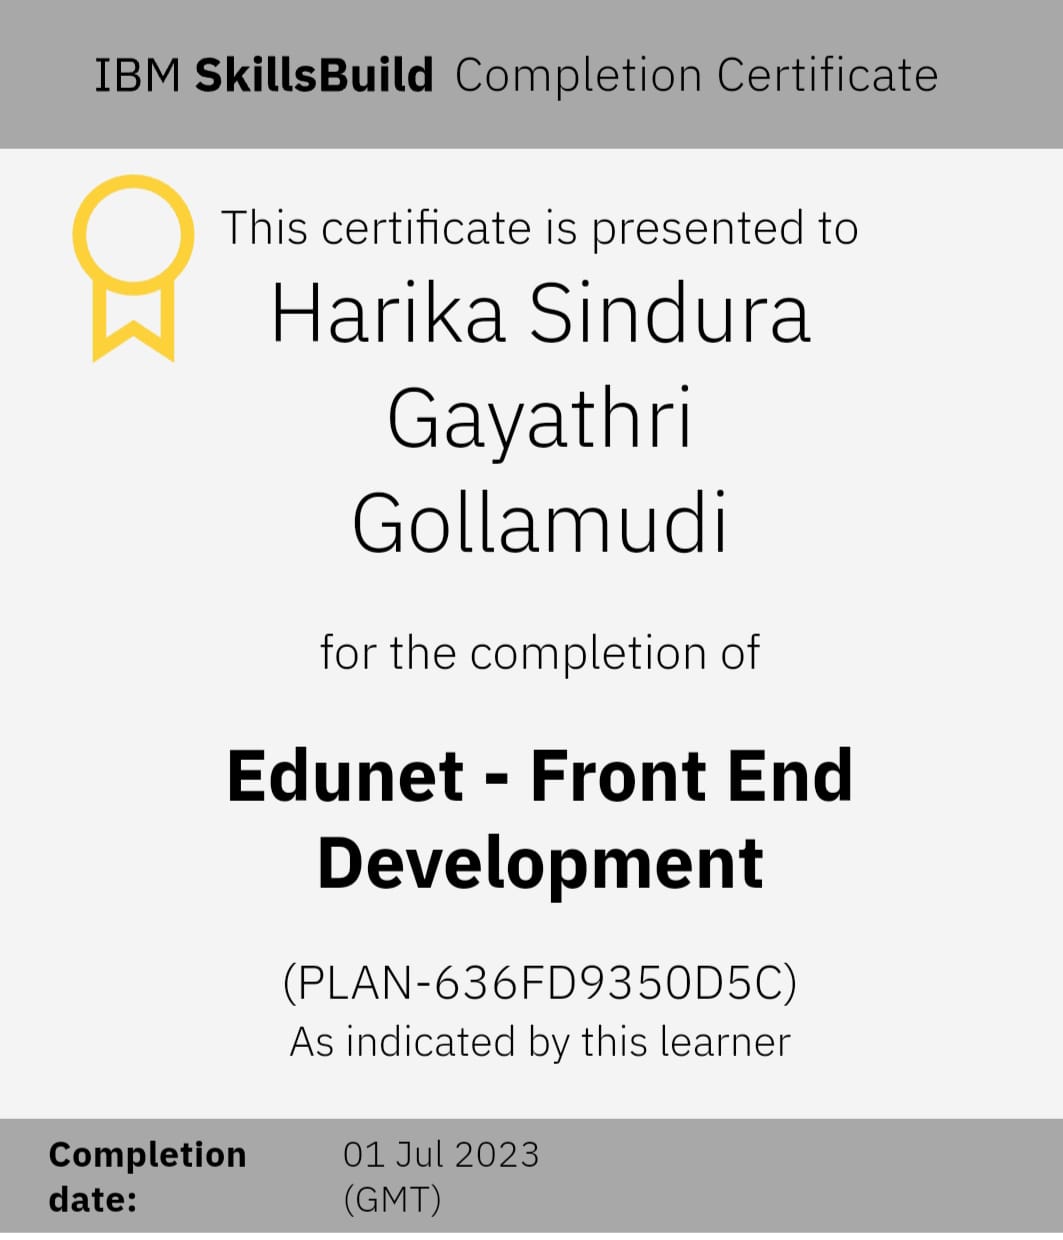 IBM SkillsBuild Completion Certificate
This certificate is presented to
Harika Sindura
Gayathri
Gollamudi
for the completion of
Edunet - Front End
Development
(PLAN-636FD9350D5C)
As indicated by this learner
Completion date: 01 Jul 2023 (GMT)